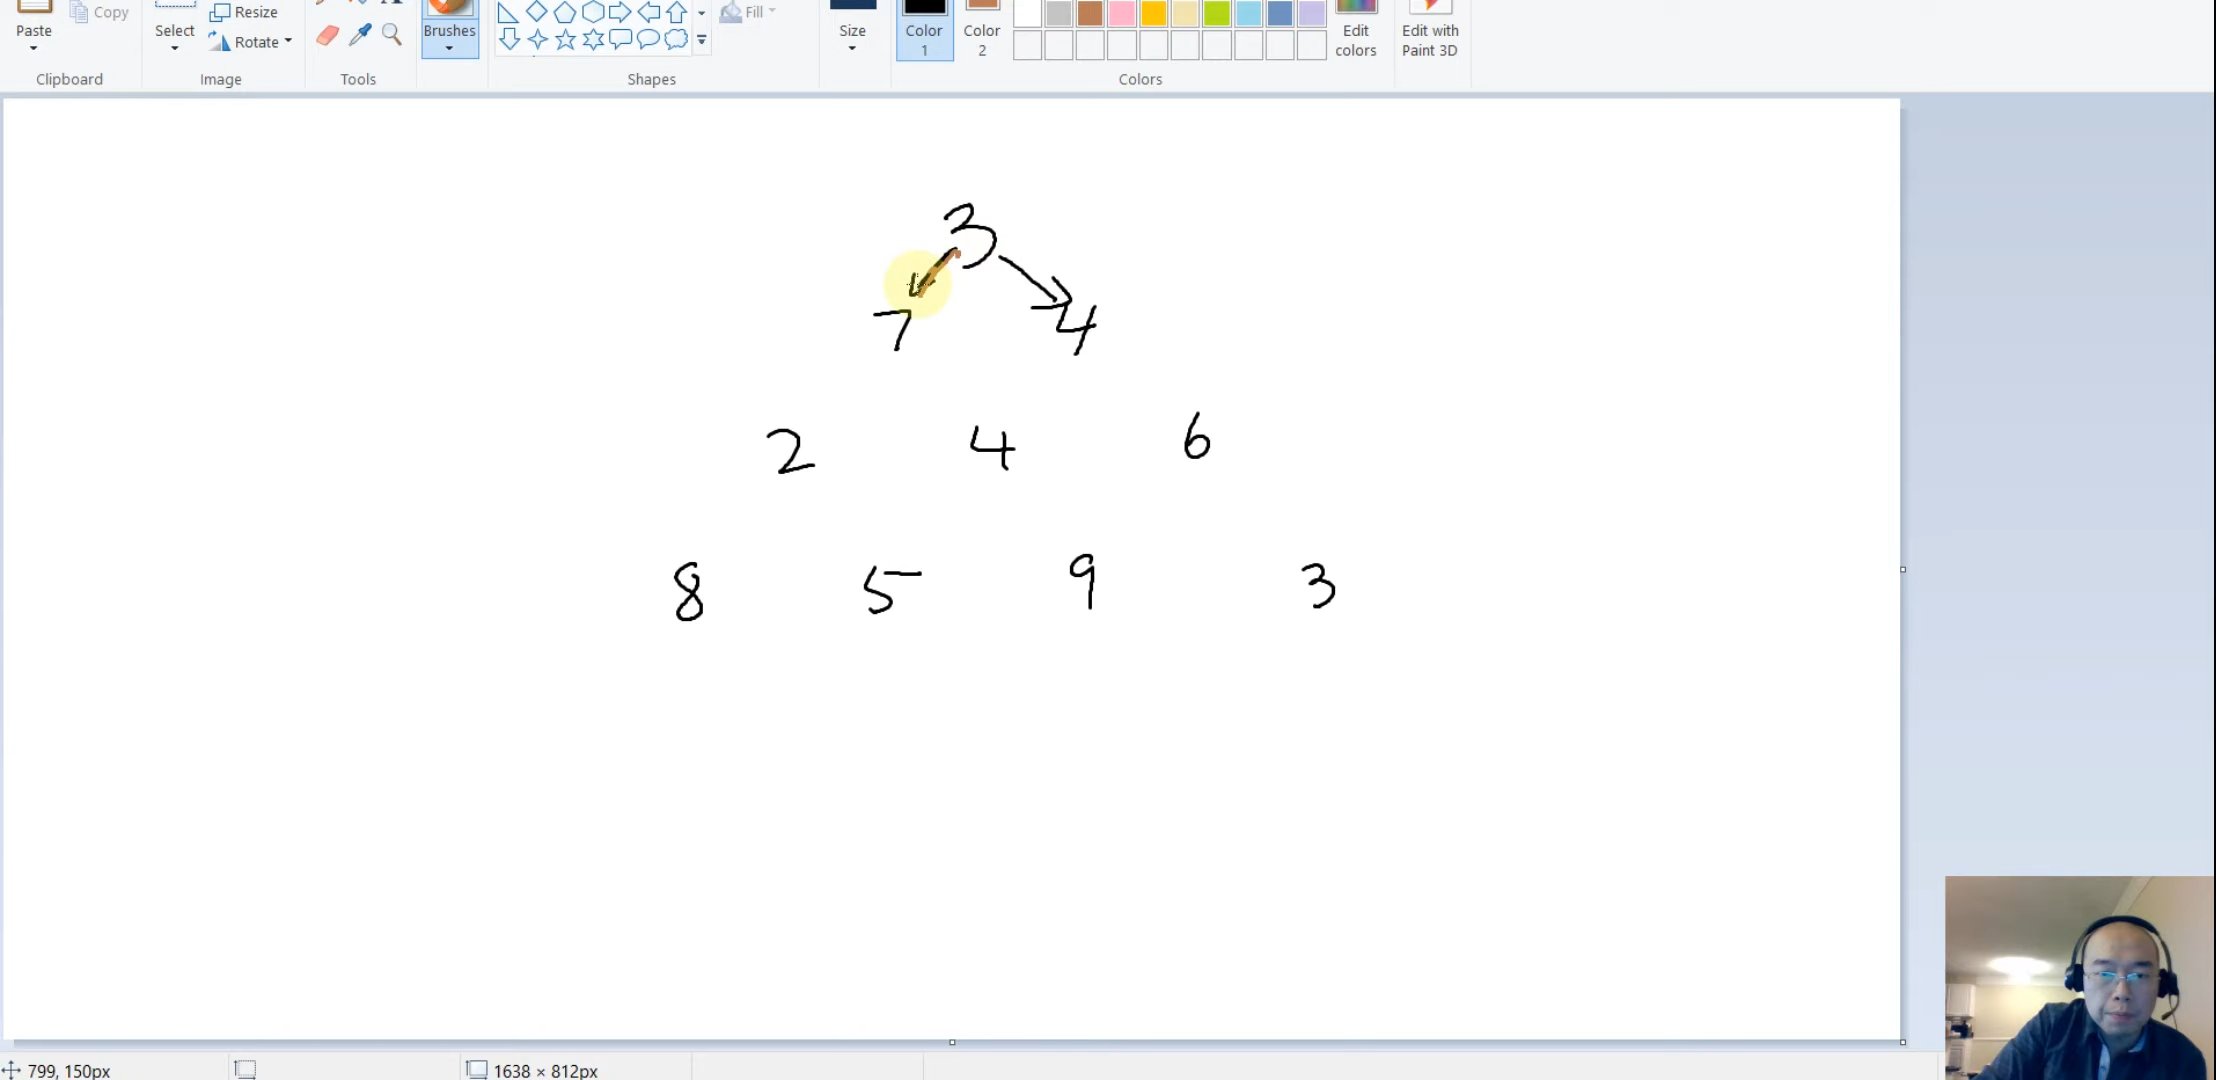 Paste
Copy
Select
Resize
Rotate
Brushes
Fill
Size
Color 1
Color 2
Edit colors
Edit with Paint 3D
Clipboard
Image
Tools
Shapes
Colors
3
7 4
2 4 6
8 5 9 3
799, 150px
1638 × 812px